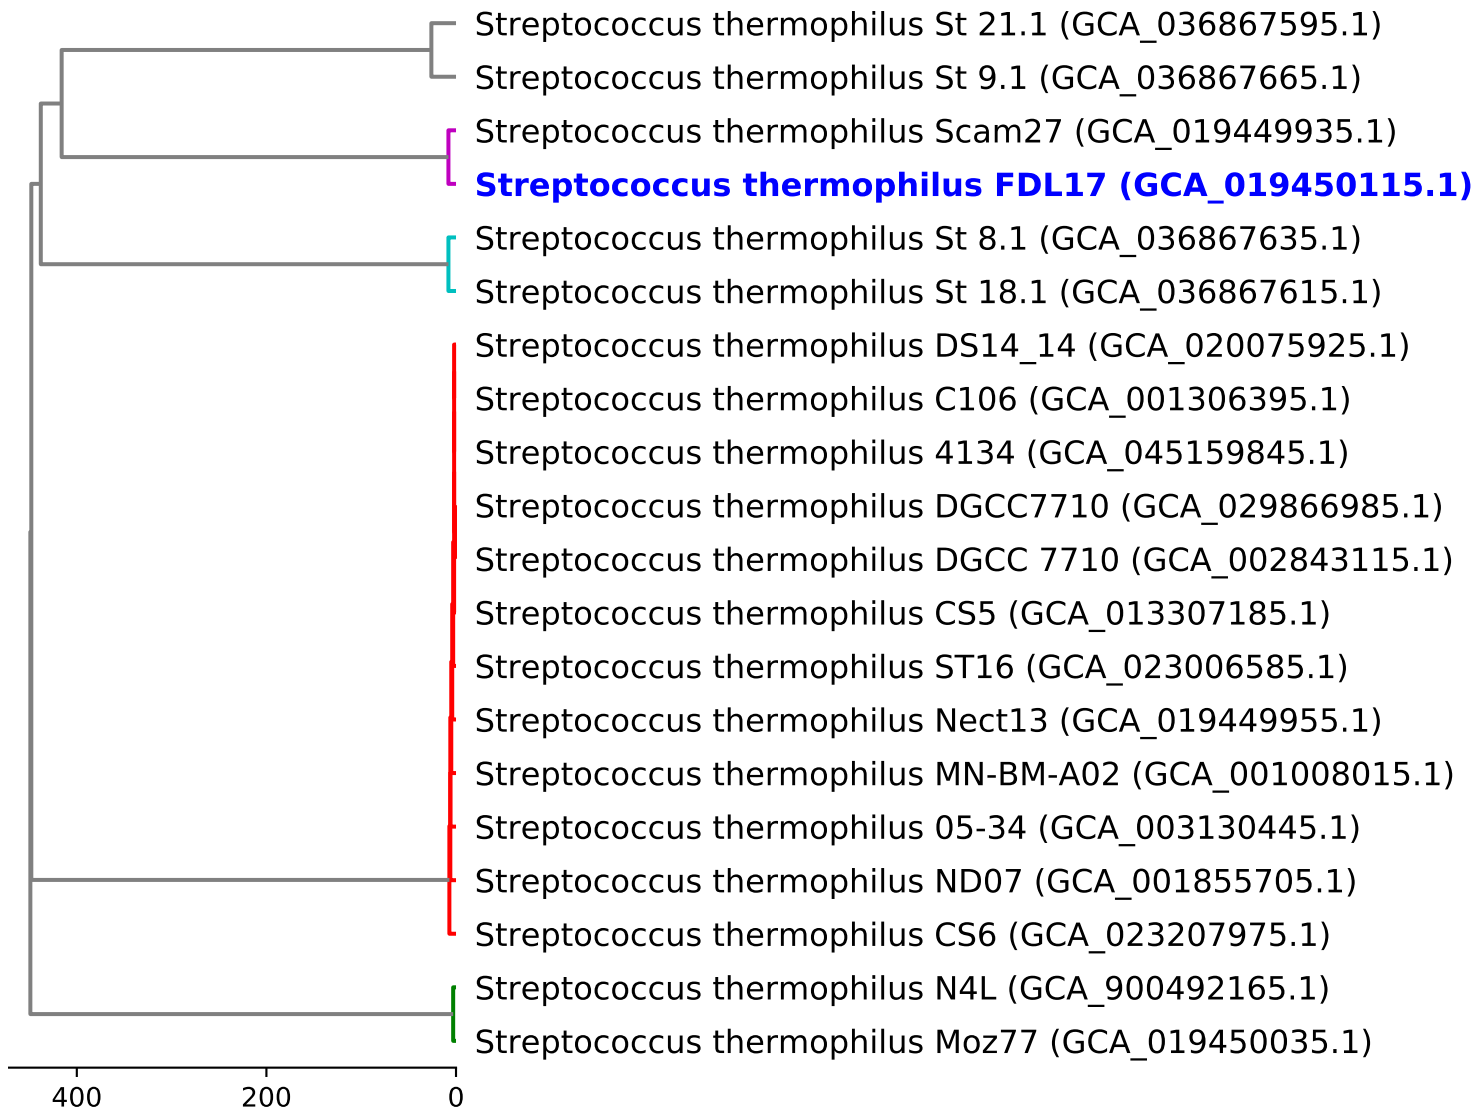 Streptococcus thermophilus St 21.1 (GCA_036867595.1)
Streptococcus thermophilus St 9.1 (GCA_036867665.1)
Streptococcus thermophilus Scam27 (GCA_019449935.1)
Streptococcus thermophilus FDL17 (GCA_019450115.1)
Streptococcus thermophilus St 8.1 (GCA_036867635.1)
Streptococcus thermophilus St 18.1 (GCA_036867615.1)
Streptococcus thermophilus DS14_14 (GCA_020075925.1)
Streptococcus thermophilus C106 (GCA_001306395.1)
Streptococcus thermophilus 4134 (GCA_045159845.1)
Streptococcus thermophilus DGCC7710 (GCA_029866985.1)
Streptococcus thermophilus DGCC 7710 (GCA_002843115.1)
Streptococcus thermophilus CS5 (GCA_013307185.1)
Streptococcus thermophilus ST16 (GCA_023006585.1)
Streptococcus thermophilus Nect13 (GCA_019449955.1)
Streptococcus thermophilus MN-BM-A02 (GCA_001008015.1)
Streptococcus thermophilus 05-34 (GCA_003130445.1)
Streptococcus thermophilus ND07 (GCA_001855705.1)
Streptococcus thermophilus CS6 (GCA_023207975.1)
Streptococcus thermophilus N4L (GCA_900492165.1)
Streptococcus thermophilus Moz77 (GCA_019450035.1)
400 200 0